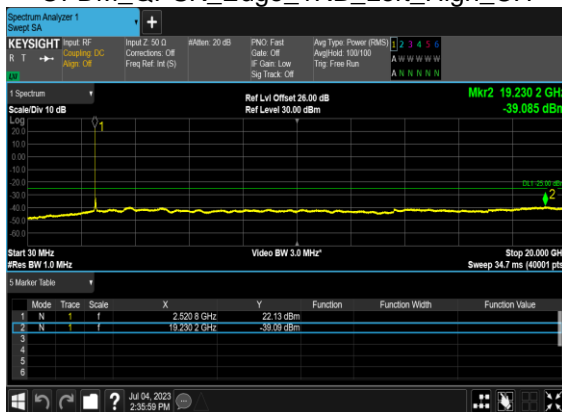 Spectrum Analyzer 1
Swept SA
KEYSIGHT
R T
Input: RF
Coupling: DC
Align: Off
Input Z: 50 Ω
Corrections: Off
Freq Ref: Int (S)
#Atten: 20 dB
PNO: Fast
Gate: Off
IF Gain: Low
Sig Track: Off
Avg Type: Power (RMS)
Avg|Hold: 100/100
Trig: Free Run
1 2 3 4 5 6
A W W W W W
A N N N N N
1 Spectrum
Scale/Div 10 dB
Ref Lvl Offset 26.00 dB
Ref Level 30.00 dBm
Mkr2 19.230 2 GHz
-39.085 dBm
Log
20.0
10.0
0.00
-10.0
-20.0
-30.0
-40.0
-50.0
-60.0
1
2
Start 30 MHz
#Res BW 1.0 MHz
Video BW 3.0 MHz*
Stop 20.000 GHz
Sweep 34.7 ms (40001 pts)
5 Marker Table
Mode Trace Scale X Y Function Function Width Function Value
1 N 1 f 2.520 8 GHz 22.13 dBm
2 N 1 f 19.230 2 GHz -39.09 dBm
3
4
5
6
Jul 04, 2023
2:35:59 PM